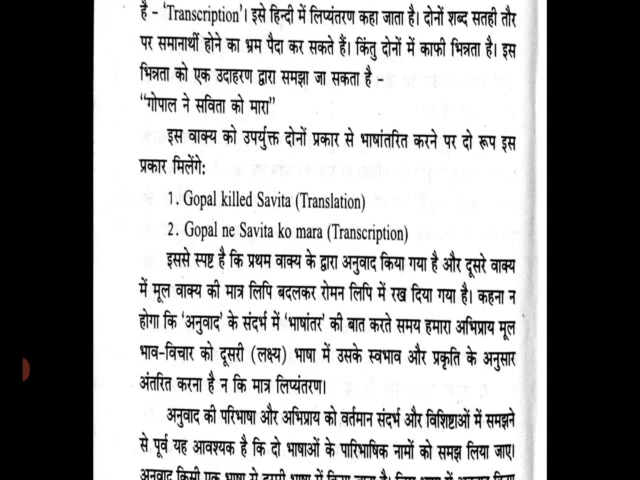 है - 'Transcription'। इसे हिन्दी में लिप्यंतरण कहा जाता है। दोनों शब्द सतही तौर
पर समानार्थी होने का भ्रम पैदा कर सकते हैं। किंतु दोनों में काफी भिन्नता है। इस
भिन्नता को एक उदाहरण द्वारा समझा जा सकता है -
"गोपाल ने सविता को मारा"
इस वाक्य को उपर्युक्त दोनों प्रकार से भाषांतरित करने पर दो रूप इस
प्रकार मिलेंगे:
1. Gopal killed Savita (Translation)
2. Gopal ne Savita ko mara (Transcription)
इससे स्पष्ट है कि प्रथम वाक्य के द्वारा अनुवाद किया गया है और दूसरे वाक्य
में मूल वाक्य की मात्र लिपि बदलकर रोमन लिपि में रख दिया गया है। कहना न
होगा कि 'अनुवाद' के संदर्भ में 'भाषांतर' की बात करते समय हमारा अभिप्राय मूल
भाव-विचार को दूसरी (लक्ष्य) भाषा में उसके स्वभाव और प्रकृति के अनुसार
अंतरित करना है न कि मात्र लिप्यंतरण।
अनुवाद की परिभाषा और अभिप्राय को वर्तमान संदर्भ और विशिष्टाओं में समझने
से पूर्व यह आवश्यक है कि दो भाषाओं के पारिभाषिक नामों को समझ लिया जाए।
अनुवाद किसी एक भाषा से दूसरी भाषा में किया जाता है। जिस भाषा में अनुवाद किया